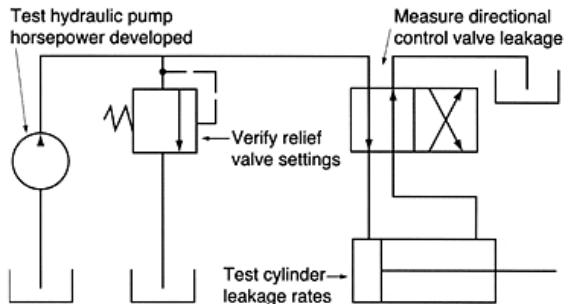 Test hydraulic pump
horsepower developed
Measure directional
control valve leakage
Verify relief
valve settings
Test cylinder
leakage rates